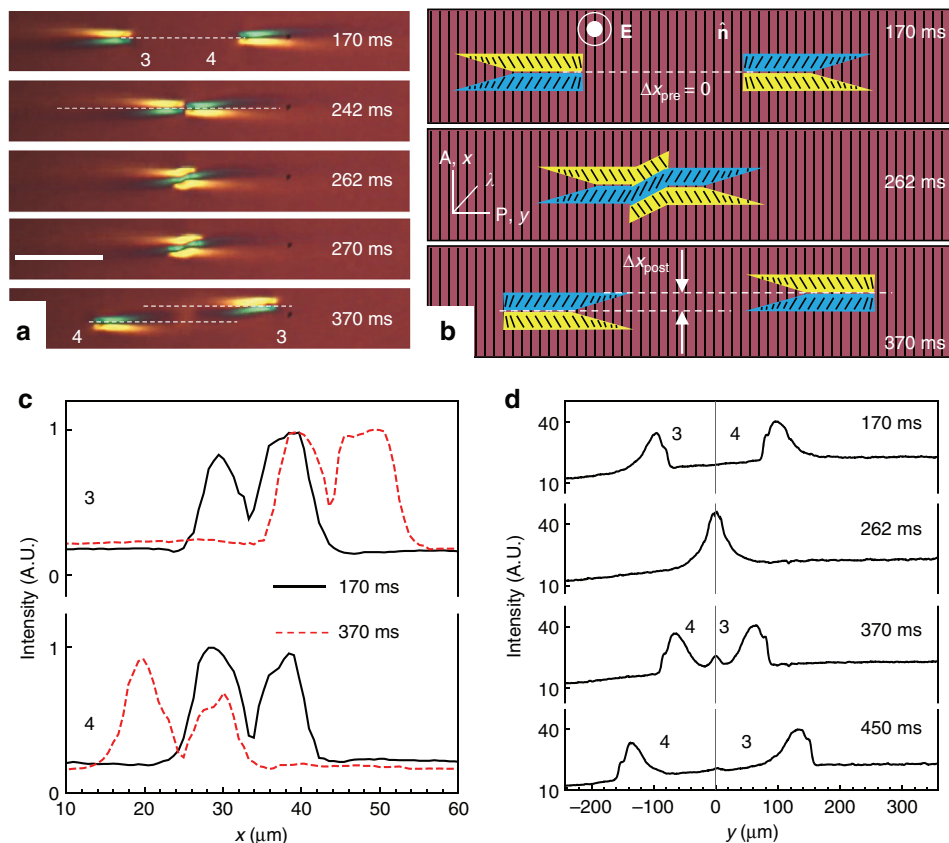 170 ms
3 4
242 ms
262 ms
270 ms
370 ms
4 3
a
170 ms
E n̂
Δxpre = 0
262 ms
A, x
λ
P, y
Δxpost
370 ms
b
c
1
3
0
170 ms
370 ms
1
4
0
10 20 30 40 50 60
x (μm)
Intensity (A.U.)
d
40
10
3 4
170 ms
40
10
262 ms
40
10
4 3
370 ms
40
10
4 3
450 ms
−200 −100 0 100 200 300
y (μm)
Intensity (A.U.)